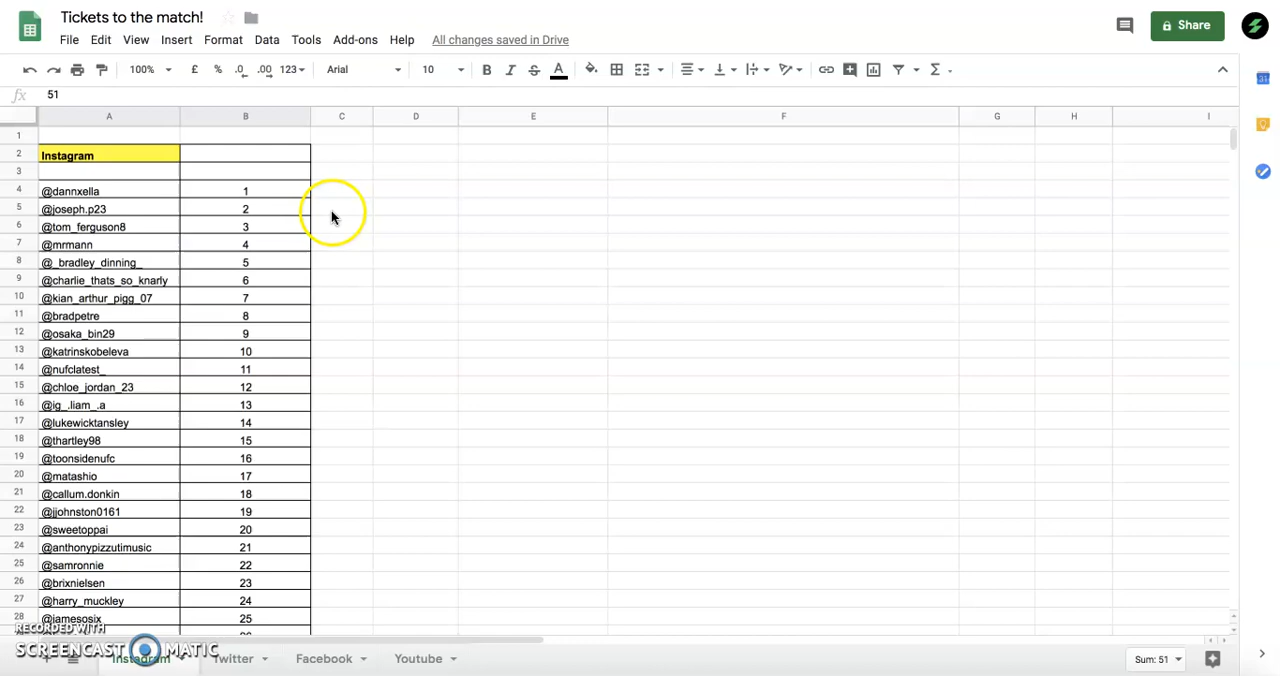 Tickets to the match!
File Edit View Insert Format Data Tools Add-ons Help All changes saved in Drive
Share
100% £ % .0 .00 123 Arial 10 B I S A Σ
fx 51
A B C D E F G H I
1
2 Instagram
3
4 @dannxella 1
5 @joseph.p23 2
6 @tom_ferguson8 3
7 @mrmann 4
8 @_bradley_dinning_ 5
9 @charlie_thats_so_knarly 6
10 @kian_arthur_pigg_07 7
11 @bradpetre 8
12 @osaka_bin29 9
13 @katrinskobeleva 10
14 @nufclatest_ 11
15 @chloe_jordan_23 12
16 @ig_.liam_.a 13
17 @lukewicktansley 14
18 @thartley98 15
19 @toonsidenufc 16
20 @matashio 17
21 @callum.donkin 18
22 @jjohnston0161 19
23 @sweetoppai 20
24 @anthonypizzutimusic 21
25 @samronnie 22
26 @brixnielsen 23
27 @harry_muckley 24
28 @jamesosix 25
RECORDED WITH
SCREENCAST MATIC
Instagram Twitter Facebook Youtube Sum: 51